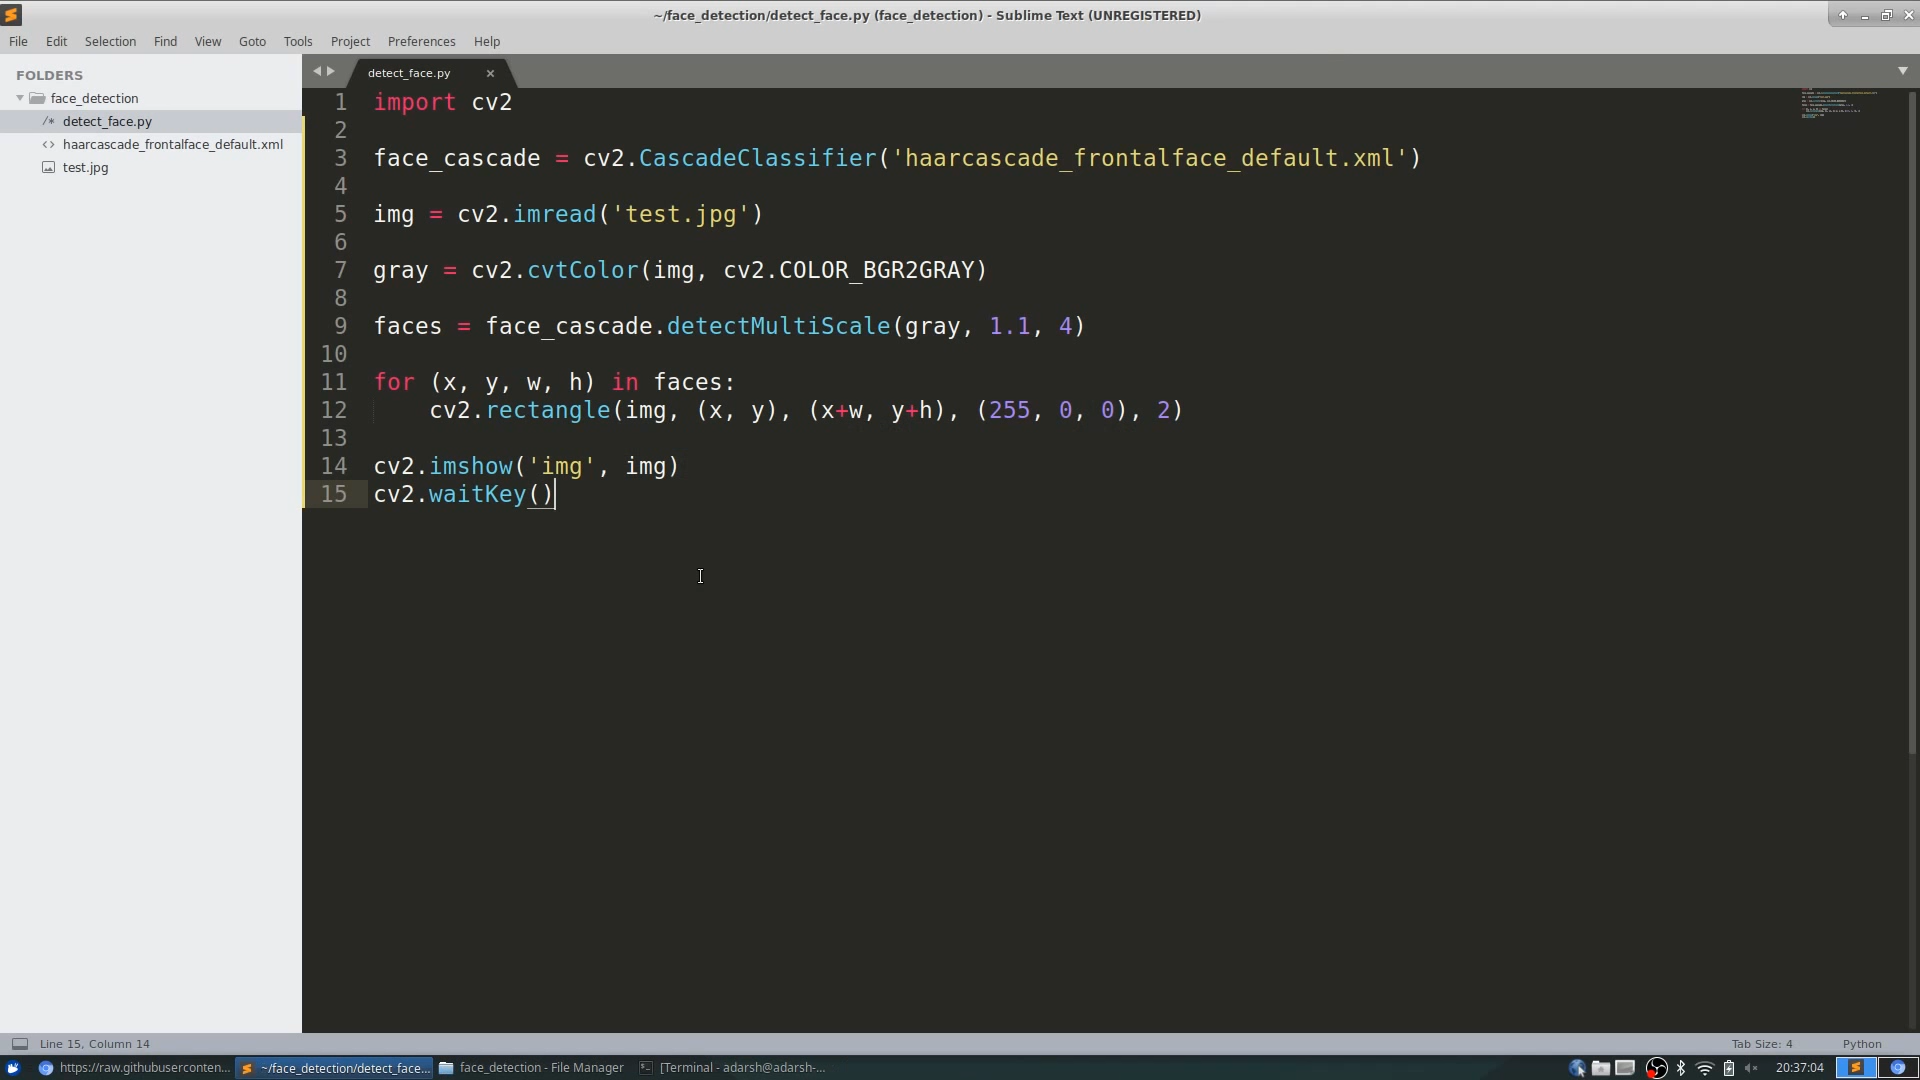 ~/face_detection/detect_face.py (face_detection) - Sublime Text (UNREGISTERED)
File Edit Selection Find View Goto Tools Project Preferences Help
FOLDERS
face_detection
detect_face.py
haarcascade_frontalface_default.xml
test.jpg
detect_face.py ×
1 import cv2
2
3 face_cascade = cv2.CascadeClassifier('haarcascade_frontalface_default.xml')
4
5 img = cv2.imread('test.jpg')
6
7 gray = cv2.cvtColor(img, cv2.COLOR_BGR2GRAY)
8
9 faces = face_cascade.detectMultiScale(gray, 1.1, 4)
10
11 for (x, y, w, h) in faces:
12     cv2.rectangle(img, (x, y), (x+w, y+h), (255, 0, 0), 2)
13
14 cv2.imshow('img', img)
15 cv2.waitKey()
Line 15, Column 14 Tab Size: 4 Python
https://raw.githubuserconten... ~/face_detection/detect_face... face_detection - File Manager [Terminal - adarsh@adarsh-... 20:37:04